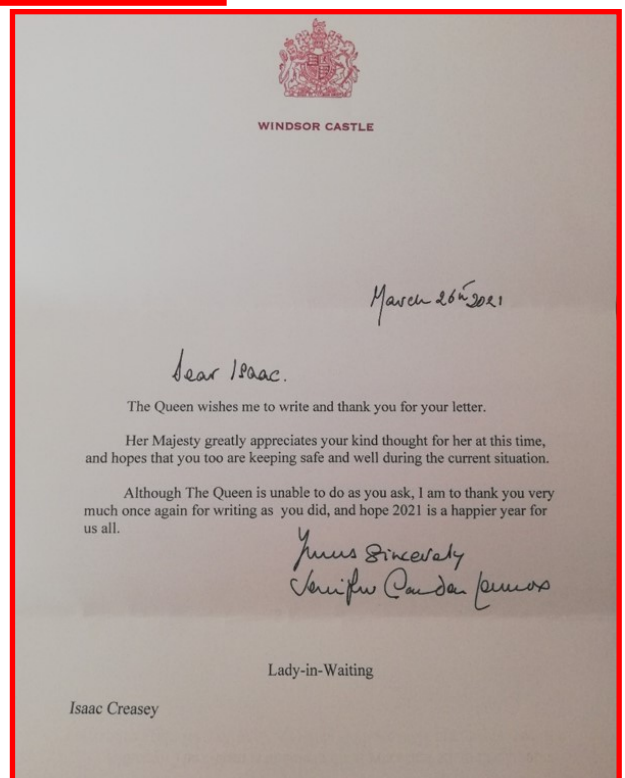 WINDSOR CASTLE
March 26th 2021
Dear Isaac.
The Queen wishes me to write and thank you for your letter.
Her Majesty greatly appreciates your kind thought for her at this time,
and hopes that you too are keeping safe and well during the current situation.
Although The Queen is unable to do as you ask, I am to thank you very
much once again for writing as you did, and hope 2021 is a happier year for
us all.
Yours Sincerely
Jennifer Gordon Lennox
Lady-in-Waiting
Isaac Creasey